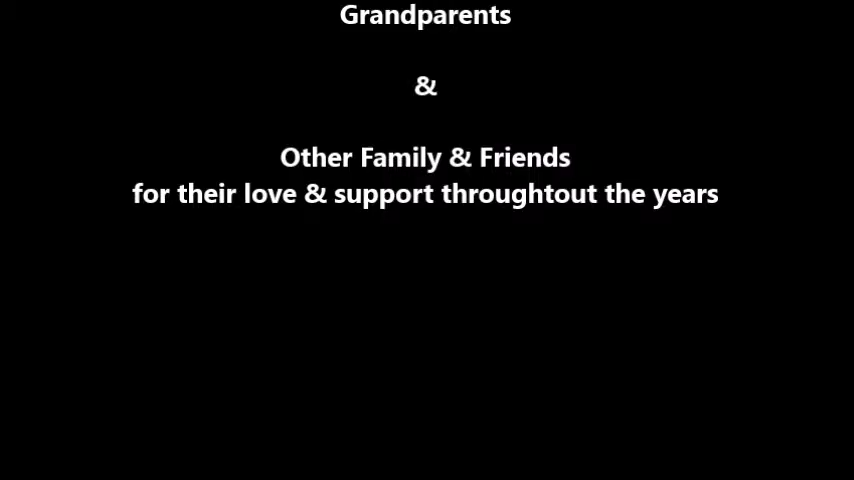 Grandparents
&
Other Family & Friends
for their love & support throughtout the years